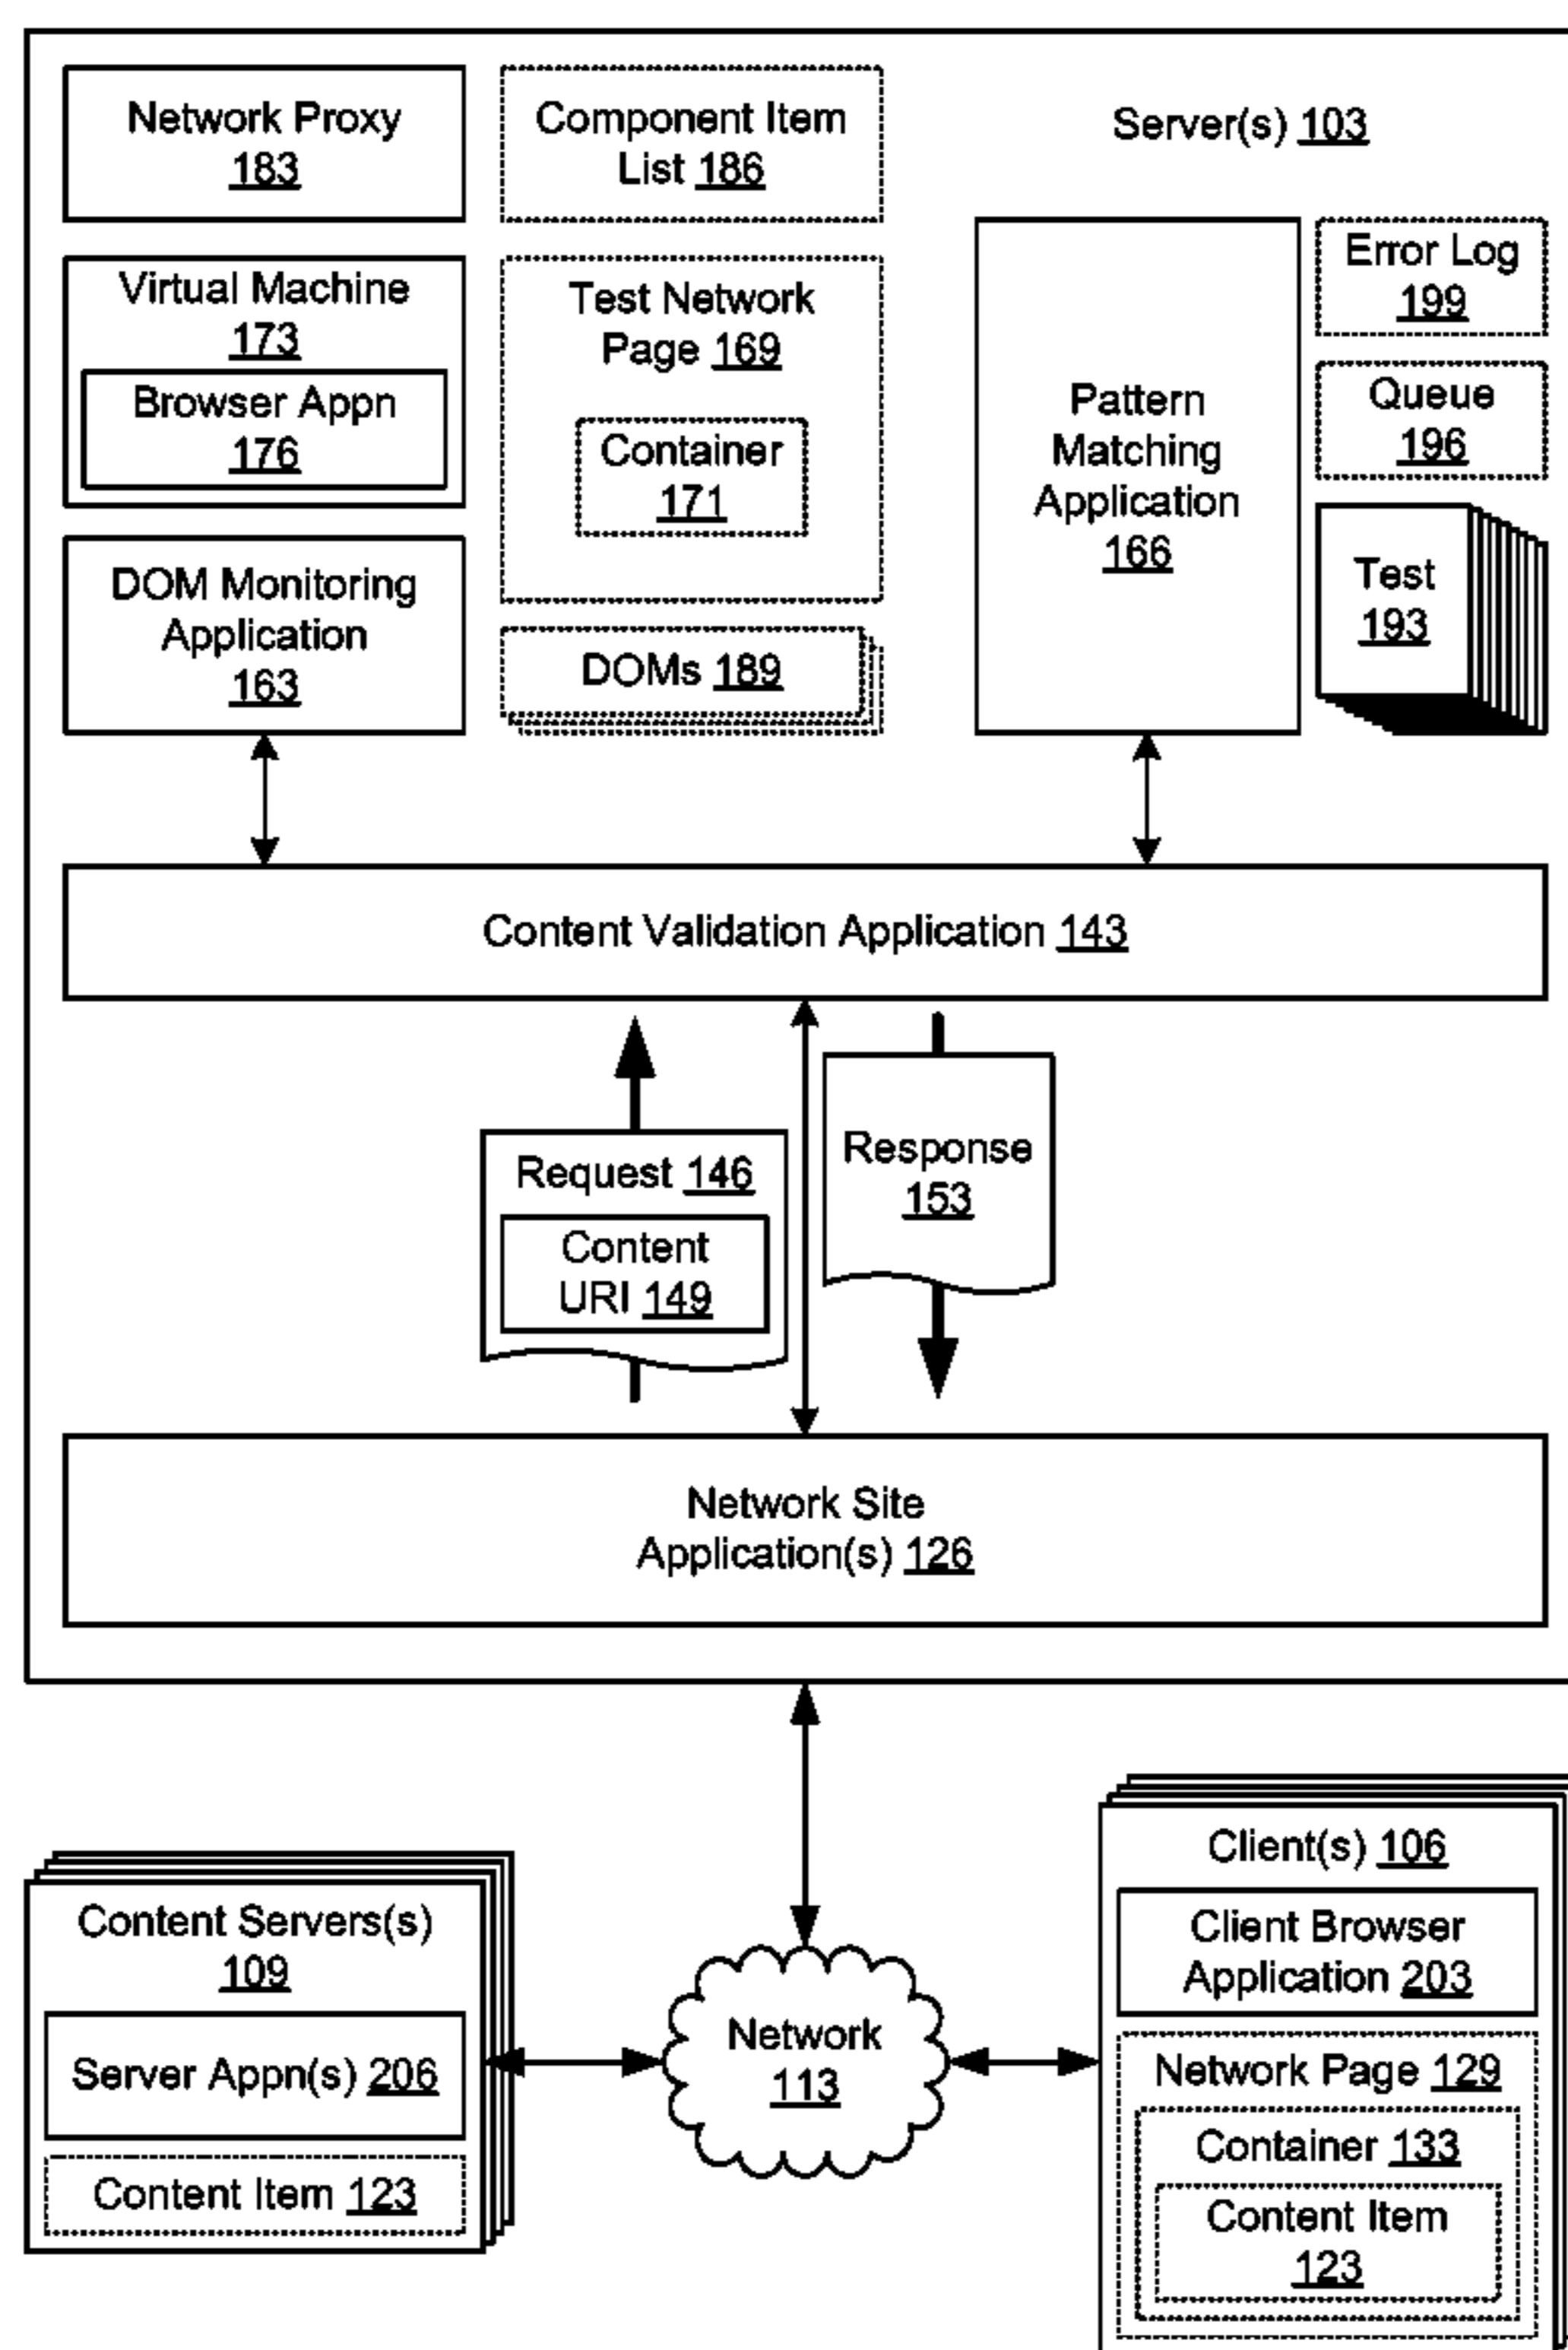 Network Proxy
183
Component Item
List 186
Server(s) 103
Virtual Machine
173
Browser Appn
176
Test Network
Page 169
Container
171
Pattern
Matching
Application
166
Error Log
199
Queue
196
Test
193
DOM Monitoring
Application
163
DOMs 189
Content Validation Application 143
Request 146
Content
URI 149
Response
153
Network Site
Application(s) 126
Content Servers(s)
109
Server Appn(s) 206
Content Item 123
Network
113
Client(s) 106
Client Browser
Application 203
Network Page 129
Container 133
Content Item
123